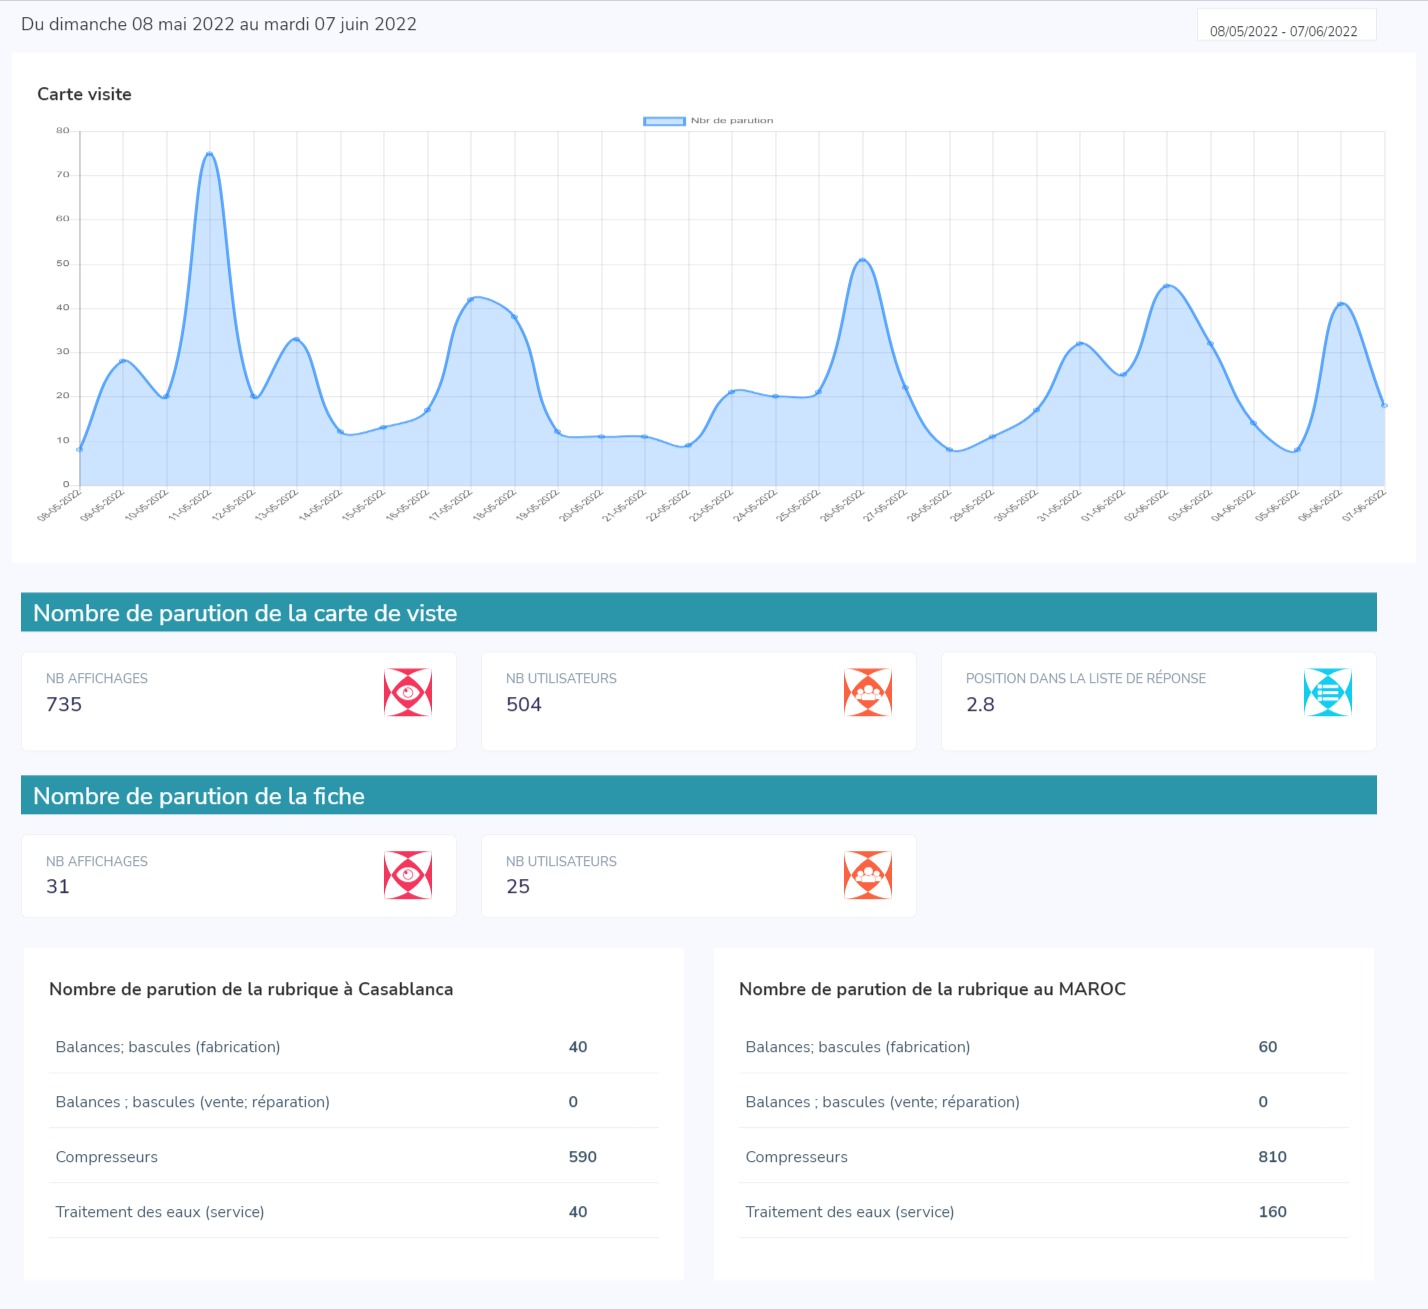 Du dimanche 08 mai 2022 au mardi 07 juin 2022
08/05/2022 - 07/06/2022
Carte visite
Nbr de parution
80
70
60
50
40
30
20
10
0
08-05-2022
09-05-2022
10-05-2022
11-05-2022
12-05-2022
13-05-2022
14-05-2022
15-05-2022
16-05-2022
17-05-2022
18-05-2022
19-05-2022
20-05-2022
21-05-2022
22-05-2022
23-05-2022
24-05-2022
25-05-2022
26-05-2022
27-05-2022
28-05-2022
29-05-2022
30-05-2022
31-05-2022
01-06-2022
02-06-2022
03-06-2022
04-06-2022
05-06-2022
06-06-2022
07-06-2022
Nombre de parution de la carte de viste
NB AFFICHAGES
735
NB UTILISATEURS
504
POSITION DANS LA LISTE DE RÉPONSE
2.8
Nombre de parution de la fiche
NB AFFICHAGES
31
NB UTILISATEURS
25
Nombre de parution de la rubrique à Casablanca
Balances; bascules (fabrication) 40
Balances ; bascules (vente; réparation) 0
Compresseurs 590
Traitement des eaux (service) 40
Nombre de parution de la rubrique au MAROC
Balances; bascules (fabrication) 60
Balances ; bascules (vente; réparation) 0
Compresseurs 810
Traitement des eaux (service) 160